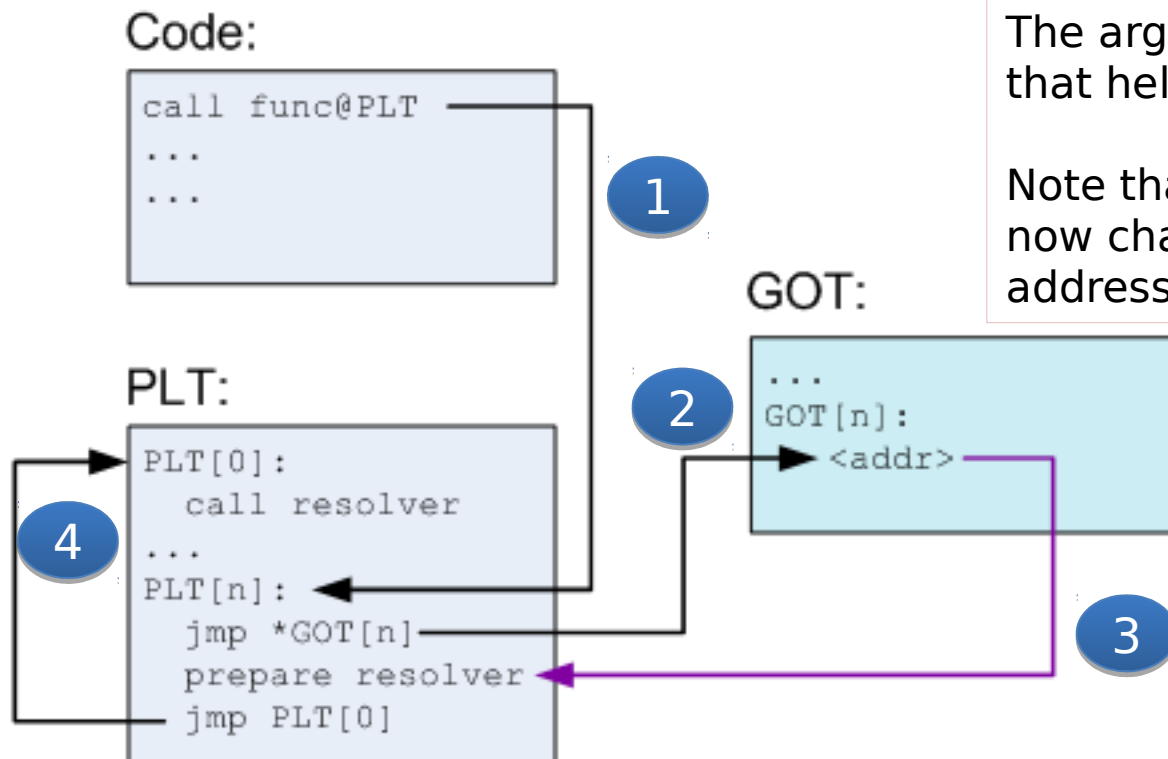 Code:
call func@PLT
...
...
1
The arg
that hel
Note tha
now cha
address
GOT:
...
GOT[n]:
<addr>
2
PLT:
PLT[0]:
call resolver
...
PLT[n]:
jmp *GOT[n]
prepare resolver
jmp PLT[0]
4
3